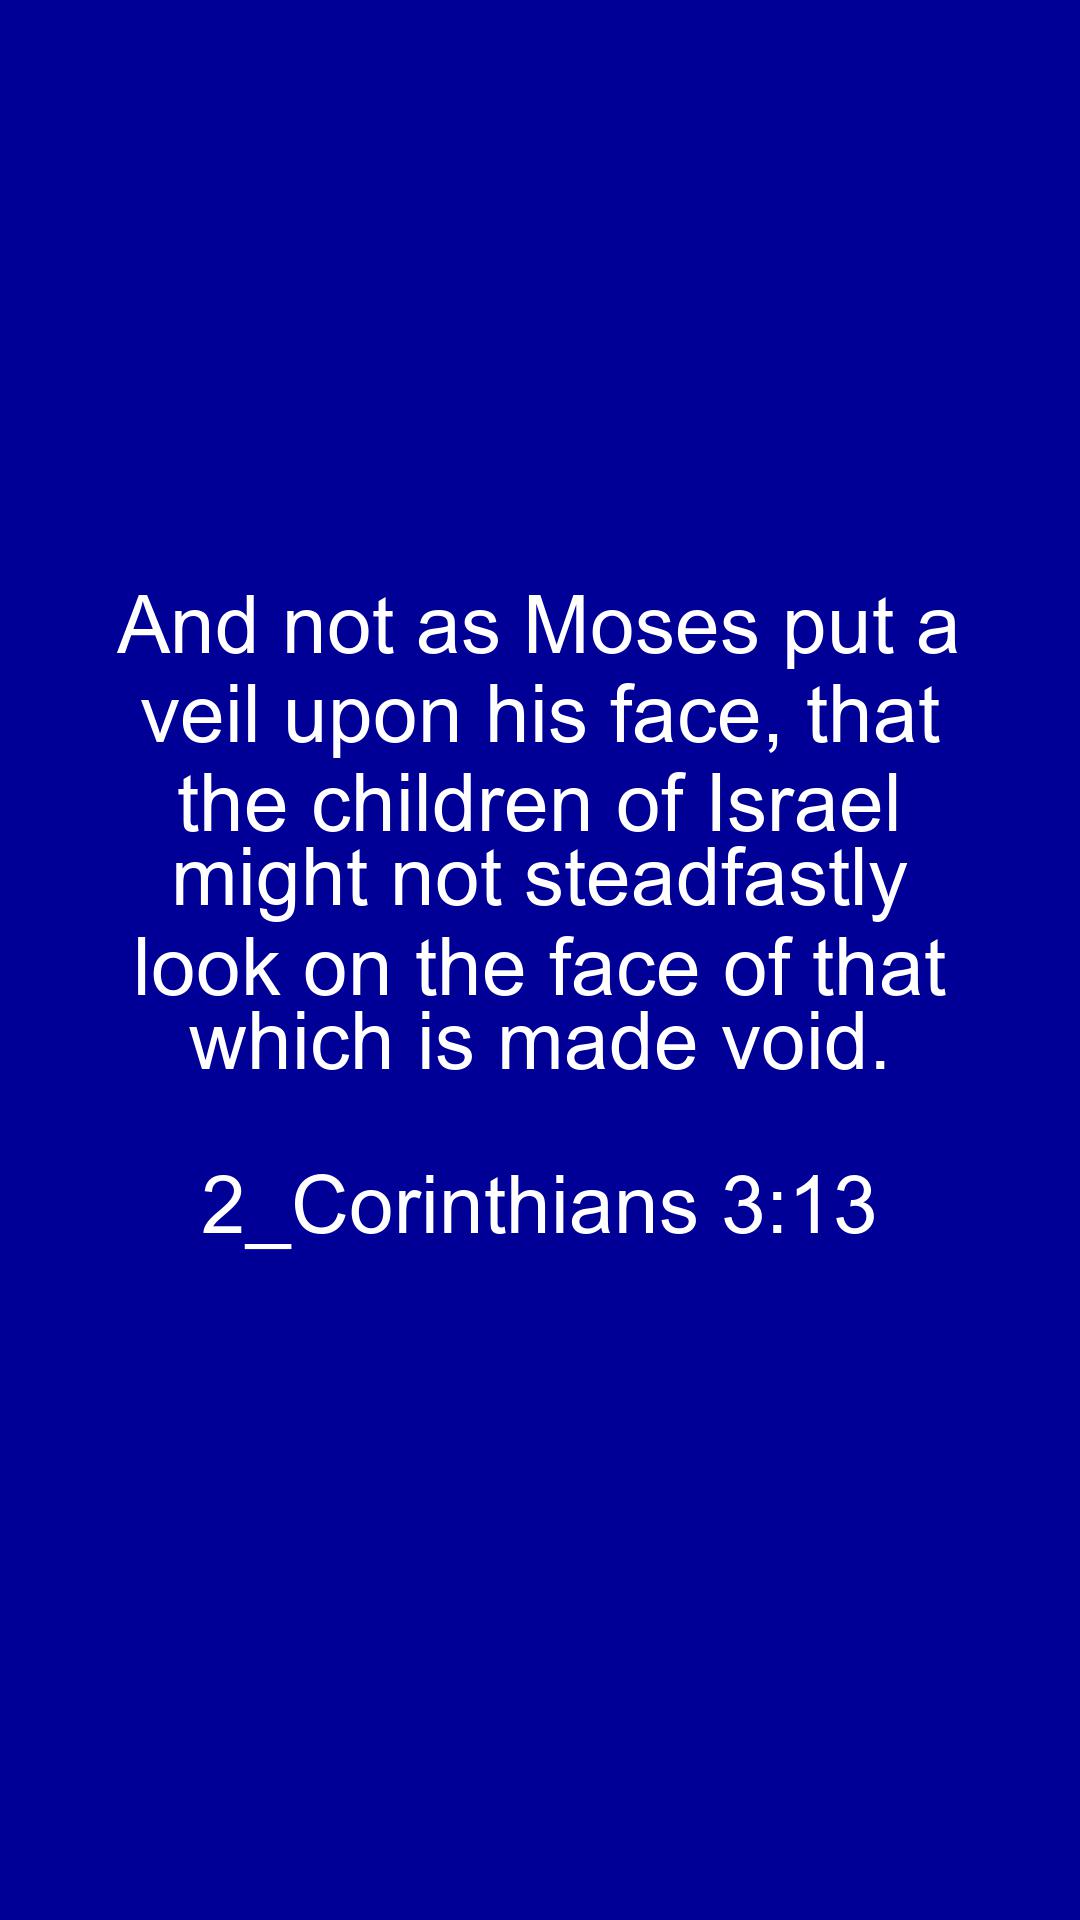 And not as Moses put a
veil upon his face, that
the children of Israel
might not steadfastly
look on the face of that
which is made void.
2_Corinthians 3:13